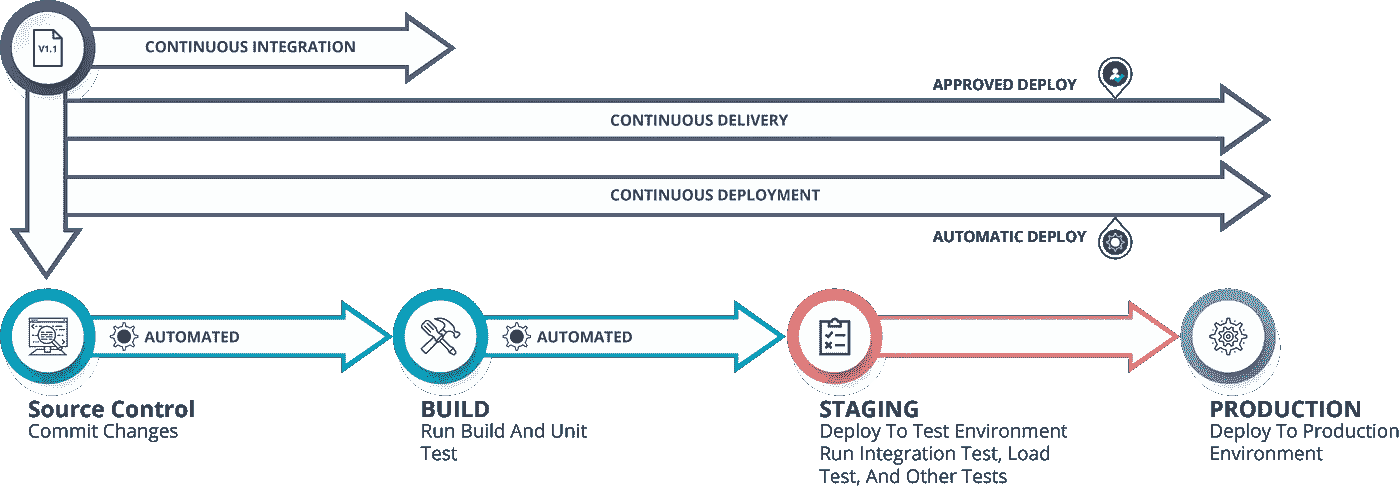 V1.1
CONTINUOUS INTEGRATION
APPROVED DEPLOY
CONTINUOUS DELIVERY
CONTINUOUS DEPLOYMENT
AUTOMATIC DEPLOY
AUTOMATED
AUTOMATED
Source Control
Commit Changes
BUILD
Run Build And Unit
Test
STAGING
Deploy To Test Environment
Run Integration Test, Load
Test, And Other Tests
PRODUCTION
Deploy To Production
Environment